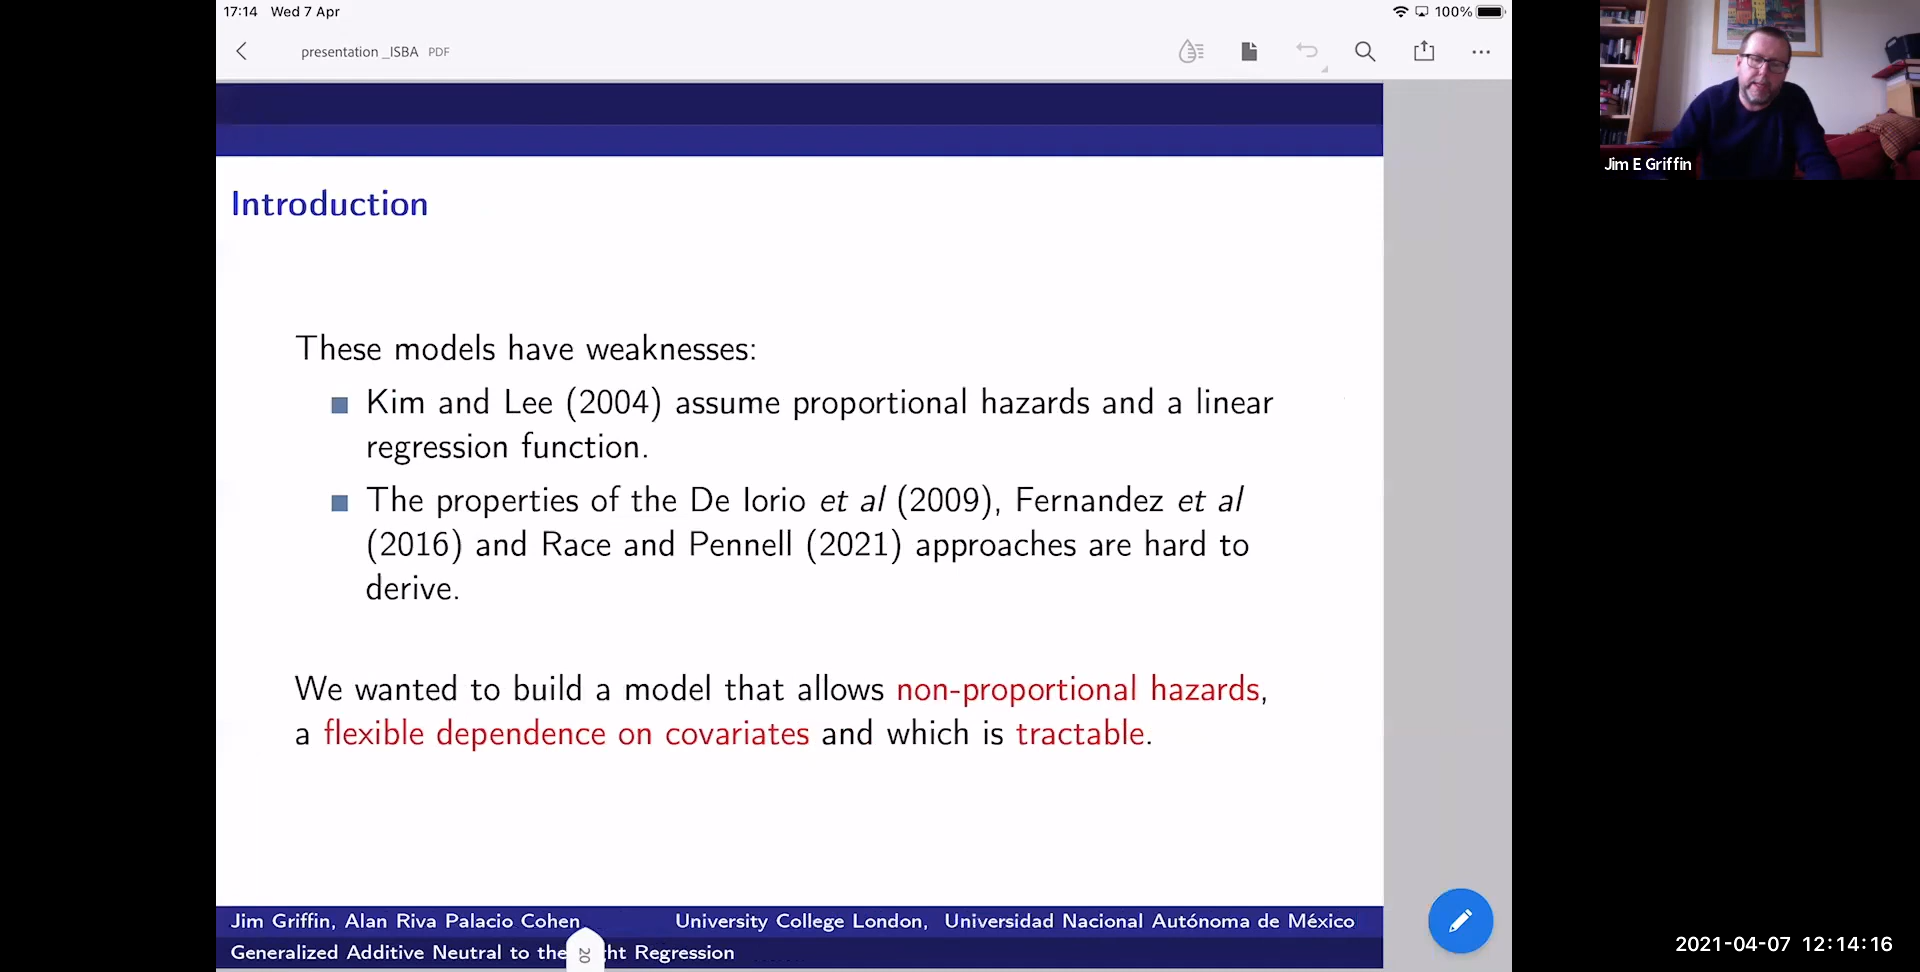 17:14 Wed 7 Apr
100%
presentation _ISBA PDF
Jim E Griffin
Introduction
These models have weaknesses:
Kim and Lee (2004) assume proportional hazards and a linear
regression function.
The properties of the De Iorio et al (2009), Fernandez et al
(2016) and Race and Pennell (2021) approaches are hard to
derive.
We wanted to build a model that allows non-proportional hazards,
a flexible dependence on covariates and which is tractable.
Jim Griffin, Alan Riva Palacio Cohen University College London, Universidad Nacional Autónoma de México
Generalized Additive Neutral to the ht Regression
20
2021-04-07 12:14:16